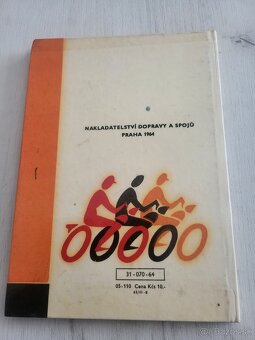 NAKLADATELSTVÍ DOPRAVY A SPOJŮ
PRAHA 1964
31-070-64
05-110 Cena Kčs 10,-